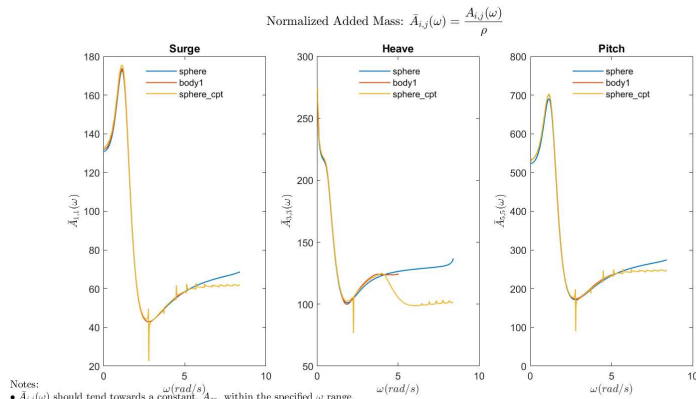 Normalized Added Mass: Ā_{i,j}(ω) = A_{i,j}(ω) / ρ
Surge
180
160
140
120
100
80
60
40
20
0
5
10
sphere
body1
sphere_cpt
Ā_{1,1}(ω)
ω(rad/s)
Heave
300
250
200
150
100
50
0
5
10
sphere
body1
sphere_cpt
Ā_{3,3}(ω)
ω(rad/s)
Pitch
800
700
600
500
400
300
200
100
0
0
5
10
sphere
body1
sphere_cpt
Ā_{5,5}(ω)
ω(rad/s)
Notes:
• Ā_{i,j}(ω) should tend towards a constant, A_∞, within the specified ω range.